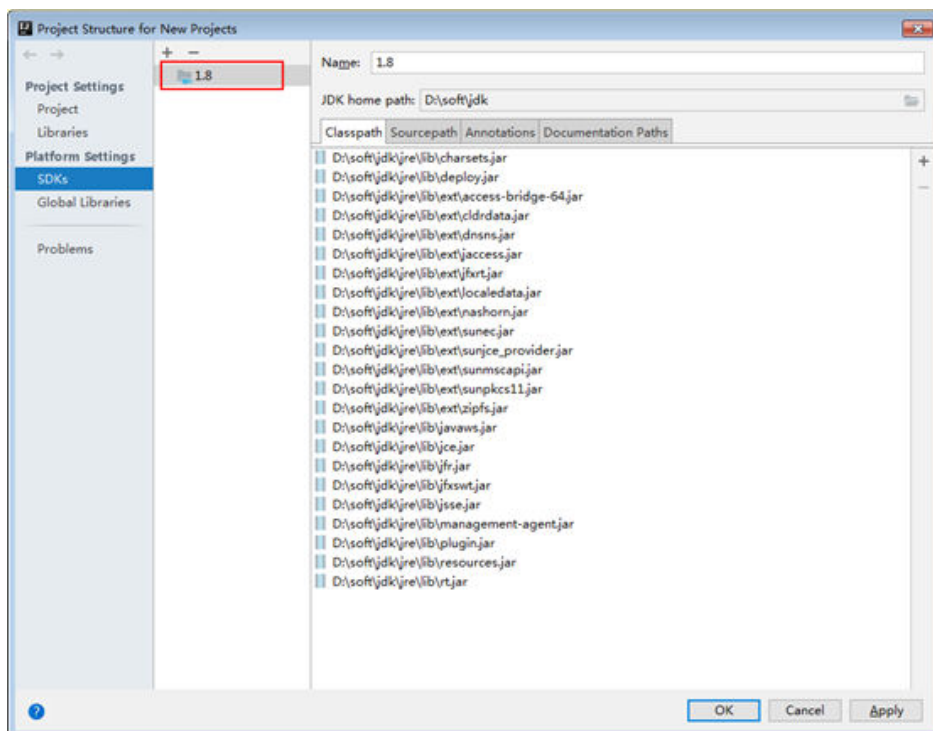 Project Structure for New Projects
Project Settings
Project
Libraries
Platform Settings
SDKs
Global Libraries
Problems
1.8
Name: 1.8
JDK home path: D:\soft\jdk
Classpath Sourcepath Annotations Documentation Paths
D:\soft\jdk\jre\lib\charsets.jar
D:\soft\jdk\jre\lib\deploy.jar
D:\soft\jdk\jre\lib\ext\access-bridge-64.jar
D:\soft\jdk\jre\lib\ext\cldrdata.jar
D:\soft\jdk\jre\lib\ext\dnsns.jar
D:\soft\jdk\jre\lib\ext\jaccess.jar
D:\soft\jdk\jre\lib\ext\jfxrt.jar
D:\soft\jdk\jre\lib\ext\localedata.jar
D:\soft\jdk\jre\lib\ext\nashorn.jar
D:\soft\jdk\jre\lib\ext\sunec.jar
D:\soft\jdk\jre\lib\ext\sunjce_provider.jar
D:\soft\jdk\jre\lib\ext\sunmscapi.jar
D:\soft\jdk\jre\lib\ext\sunpkcs11.jar
D:\soft\jdk\jre\lib\ext\zipfs.jar
D:\soft\jdk\jre\lib\javaws.jar
D:\soft\jdk\jre\lib\jce.jar
D:\soft\jdk\jre\lib\jfr.jar
D:\soft\jdk\jre\lib\jfxswt.jar
D:\soft\jdk\jre\lib\jsse.jar
D:\soft\jdk\jre\lib\management-agent.jar
D:\soft\jdk\jre\lib\plugin.jar
D:\soft\jdk\jre\lib\resources.jar
D:\soft\jdk\jre\lib\rt.jar
OK Cancel Apply